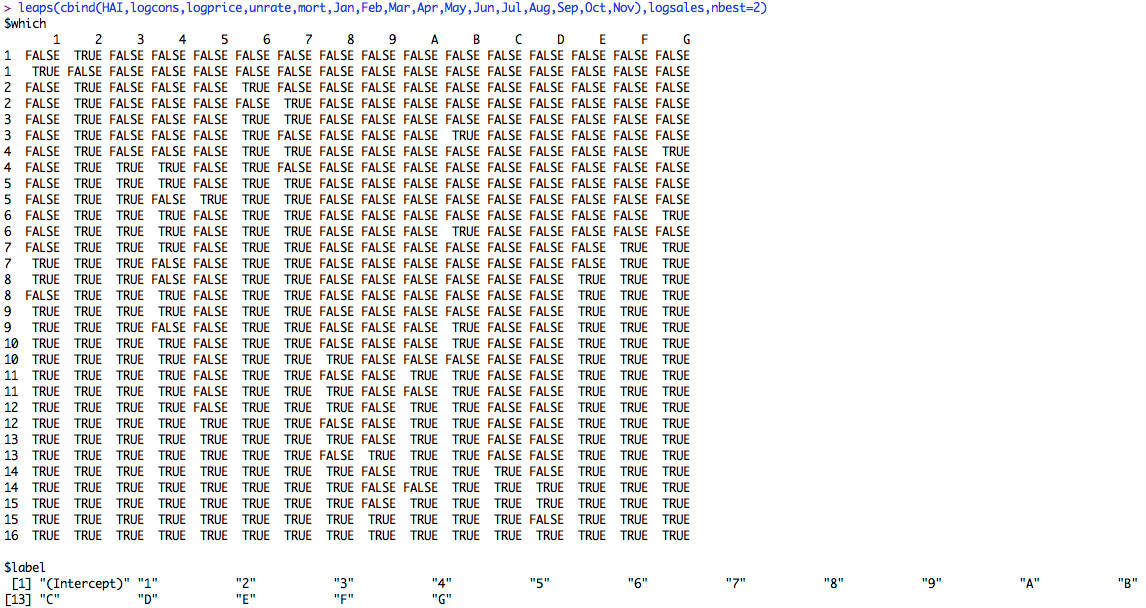 > leaps(cbind(HAI,logcons,logprice,unrate,mort,Jan,Feb,Mar,Apr,May,Jun,Jul,Aug,Sep,Oct,Nov),logsales,nbest=2)
$which
1 2 3 4 5 6 7 8 9 A B C D E F G
1 FALSE TRUE FALSE FALSE FALSE FALSE FALSE FALSE FALSE FALSE FALSE FALSE FALSE FALSE FALSE FALSE
1 TRUE FALSE FALSE FALSE FALSE FALSE FALSE FALSE FALSE FALSE FALSE FALSE FALSE FALSE FALSE FALSE
2 FALSE TRUE FALSE FALSE FALSE TRUE FALSE FALSE FALSE FALSE FALSE FALSE FALSE FALSE FALSE FALSE
2 FALSE TRUE FALSE FALSE FALSE FALSE TRUE FALSE FALSE FALSE FALSE FALSE FALSE FALSE FALSE FALSE
3 FALSE TRUE FALSE FALSE FALSE TRUE TRUE FALSE FALSE FALSE FALSE FALSE FALSE FALSE FALSE FALSE
3 FALSE TRUE FALSE FALSE FALSE TRUE FALSE FALSE FALSE FALSE TRUE FALSE FALSE FALSE FALSE FALSE
4 FALSE TRUE FALSE FALSE FALSE TRUE TRUE FALSE FALSE FALSE FALSE FALSE FALSE FALSE FALSE TRUE
4 FALSE TRUE TRUE TRUE FALSE TRUE FALSE FALSE FALSE FALSE FALSE FALSE FALSE FALSE FALSE FALSE
5 FALSE TRUE TRUE TRUE FALSE TRUE TRUE FALSE FALSE FALSE FALSE FALSE FALSE FALSE FALSE FALSE
5 FALSE TRUE TRUE FALSE TRUE TRUE TRUE FALSE FALSE FALSE FALSE FALSE FALSE FALSE FALSE FALSE
6 FALSE TRUE TRUE TRUE FALSE TRUE TRUE FALSE FALSE FALSE FALSE FALSE FALSE FALSE FALSE TRUE
6 FALSE TRUE TRUE TRUE FALSE TRUE TRUE FALSE FALSE FALSE TRUE FALSE FALSE FALSE FALSE FALSE
7 FALSE TRUE TRUE TRUE FALSE TRUE TRUE FALSE FALSE FALSE FALSE FALSE FALSE FALSE TRUE TRUE
7 TRUE TRUE TRUE FALSE FALSE TRUE TRUE FALSE FALSE FALSE FALSE FALSE FALSE FALSE TRUE TRUE
8 TRUE TRUE TRUE FALSE FALSE TRUE TRUE FALSE FALSE FALSE FALSE FALSE FALSE TRUE TRUE TRUE
8 FALSE TRUE TRUE TRUE FALSE TRUE TRUE FALSE FALSE FALSE FALSE FALSE FALSE TRUE TRUE TRUE
9 TRUE TRUE TRUE TRUE FALSE TRUE TRUE FALSE FALSE FALSE FALSE FALSE FALSE TRUE TRUE TRUE
9 TRUE TRUE TRUE FALSE FALSE TRUE TRUE FALSE FALSE FALSE TRUE FALSE FALSE TRUE TRUE TRUE
10 TRUE TRUE TRUE TRUE FALSE TRUE TRUE FALSE FALSE FALSE TRUE FALSE FALSE TRUE TRUE TRUE
10 TRUE TRUE TRUE TRUE FALSE TRUE TRUE TRUE FALSE FALSE FALSE FALSE FALSE TRUE TRUE TRUE
11 TRUE TRUE TRUE TRUE FALSE TRUE TRUE FALSE FALSE TRUE TRUE FALSE FALSE TRUE TRUE TRUE
11 TRUE TRUE TRUE TRUE FALSE TRUE TRUE TRUE FALSE FALSE TRUE FALSE FALSE TRUE TRUE TRUE
12 TRUE TRUE TRUE TRUE FALSE TRUE TRUE TRUE FALSE TRUE TRUE FALSE FALSE TRUE TRUE TRUE
12 TRUE TRUE TRUE TRUE TRUE TRUE TRUE FALSE FALSE TRUE TRUE FALSE FALSE TRUE TRUE TRUE
13 TRUE TRUE TRUE TRUE TRUE TRUE TRUE TRUE FALSE TRUE TRUE FALSE FALSE TRUE TRUE TRUE
13 TRUE TRUE TRUE TRUE TRUE TRUE TRUE FALSE TRUE TRUE TRUE FALSE FALSE TRUE TRUE TRUE
14 TRUE TRUE TRUE TRUE TRUE TRUE TRUE TRUE FALSE TRUE TRUE TRUE FALSE TRUE TRUE TRUE
14 TRUE TRUE TRUE TRUE TRUE TRUE TRUE TRUE FALSE FALSE TRUE TRUE TRUE TRUE TRUE TRUE
15 TRUE TRUE TRUE TRUE TRUE TRUE TRUE TRUE FALSE TRUE TRUE TRUE TRUE TRUE TRUE TRUE
15 TRUE TRUE TRUE TRUE TRUE TRUE TRUE TRUE TRUE TRUE TRUE TRUE FALSE TRUE TRUE TRUE
16 TRUE TRUE TRUE TRUE TRUE TRUE TRUE TRUE TRUE TRUE TRUE TRUE TRUE TRUE TRUE TRUE
$label
[1] "(Intercept)" "1" "2" "3" "4" "5" "6" "7" "8" "9" "A" "B"
[13] "C" "D" "E" "F" "G"